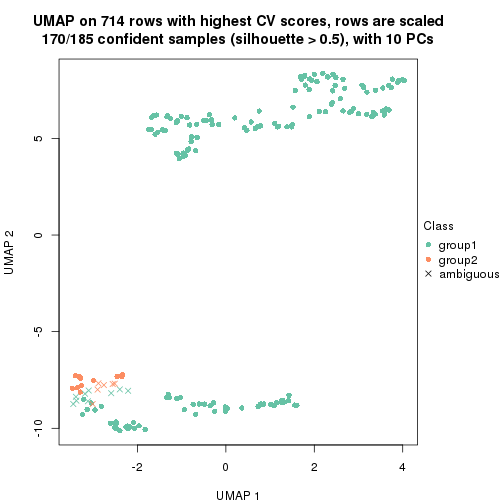 UMAP on 714 rows with highest CV scores, rows are scaled
170/185 confident samples (silhouette > 0.5), with 10 PCs
5
0
-5
-10
UMAP 2
-2
0
2
4
UMAP 1
Class
group1
group2
ambiguous